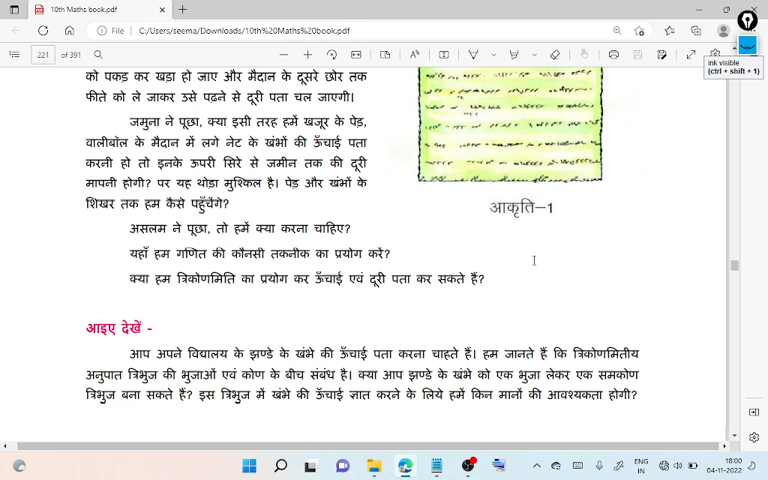 10th Maths book.pdf
File
C:/Users/seema/Downloads/10th%20Maths%20book.pdf
221 of 391
ink visible
(ctrl + shift + 1)
को पकड़ कर खड़ा हो जाए और मैदान के दूसरे छोर तक
फीते को ले जाकर उसे पढ़ने से दूरी पता चल जाएगी।
जमुना ने पूछा, क्या इसी तरह हमें खजूर के पेड़,
वालीबॉल के मैदान में लगे नेट के खंभों की ऊँचाई पता
करनी हो तो इनके ऊपरी सिरे से जमीन तक की दूरी
मापनी होगी? पर यह थोड़ा मुश्किल है। पेड़ और खंभों के
शिखर तक हम कैसे पहुँचेंगे?
आकृति–1
असलम ने पूछा, तो हमें क्या करना चाहिए?
यहाँ हम गणित की कौनसी तकनीक का प्रयोग करें?
क्या हम त्रिकोणमिति का प्रयोग कर ऊँचाई एवं दूरी पता कर सकते हैं?
आइए देखें -
आप अपने विद्यालय के झण्डे के खंभे की ऊँचाई पता करना चाहते हैं। हम जानते हैं कि त्रिकोणमितीय
अनुपात त्रिभुज की भुजाओं एवं कोण के बीच संबंध है। क्या आप झण्डे के खंभे को एक भुजा लेकर एक समकोण
त्रिभुज बना सकते हैं? इस त्रिभुज में खंभे की ऊँचाई ज्ञात करने के लिये हमें किन मानों की आवश्यकता होगी?
ENG
IN
18:00
04-11-2022